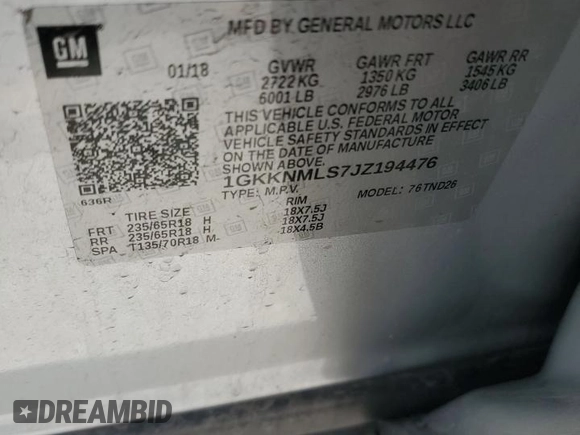 GM
MFD BY GENERAL MOTORS LLC
01/18 GVWR GAWR FRT GAWR RR
2722 KG 1350 KG 1545 KG
6001 LB 2976 LB 3406 LB
THIS VEHICLE CONFORMS TO ALL
APPLICABLE U.S. FEDERAL MOTOR
VEHICLE SAFETY STANDARDS IN EFFECT
ON THE DATE OF MANUFACTURE
SHOWN ABOVE.
1GKKNMLS7JZ194476
TYPE: M.P.V. MODEL: 76TND26
636R
TIRE SIZE RIM
FRT 235/65R18 H 18X7.5J
RR 235/65R18 H 18X7.5J
SPA T135/70R18 M 18X4.5B
DREAMBID